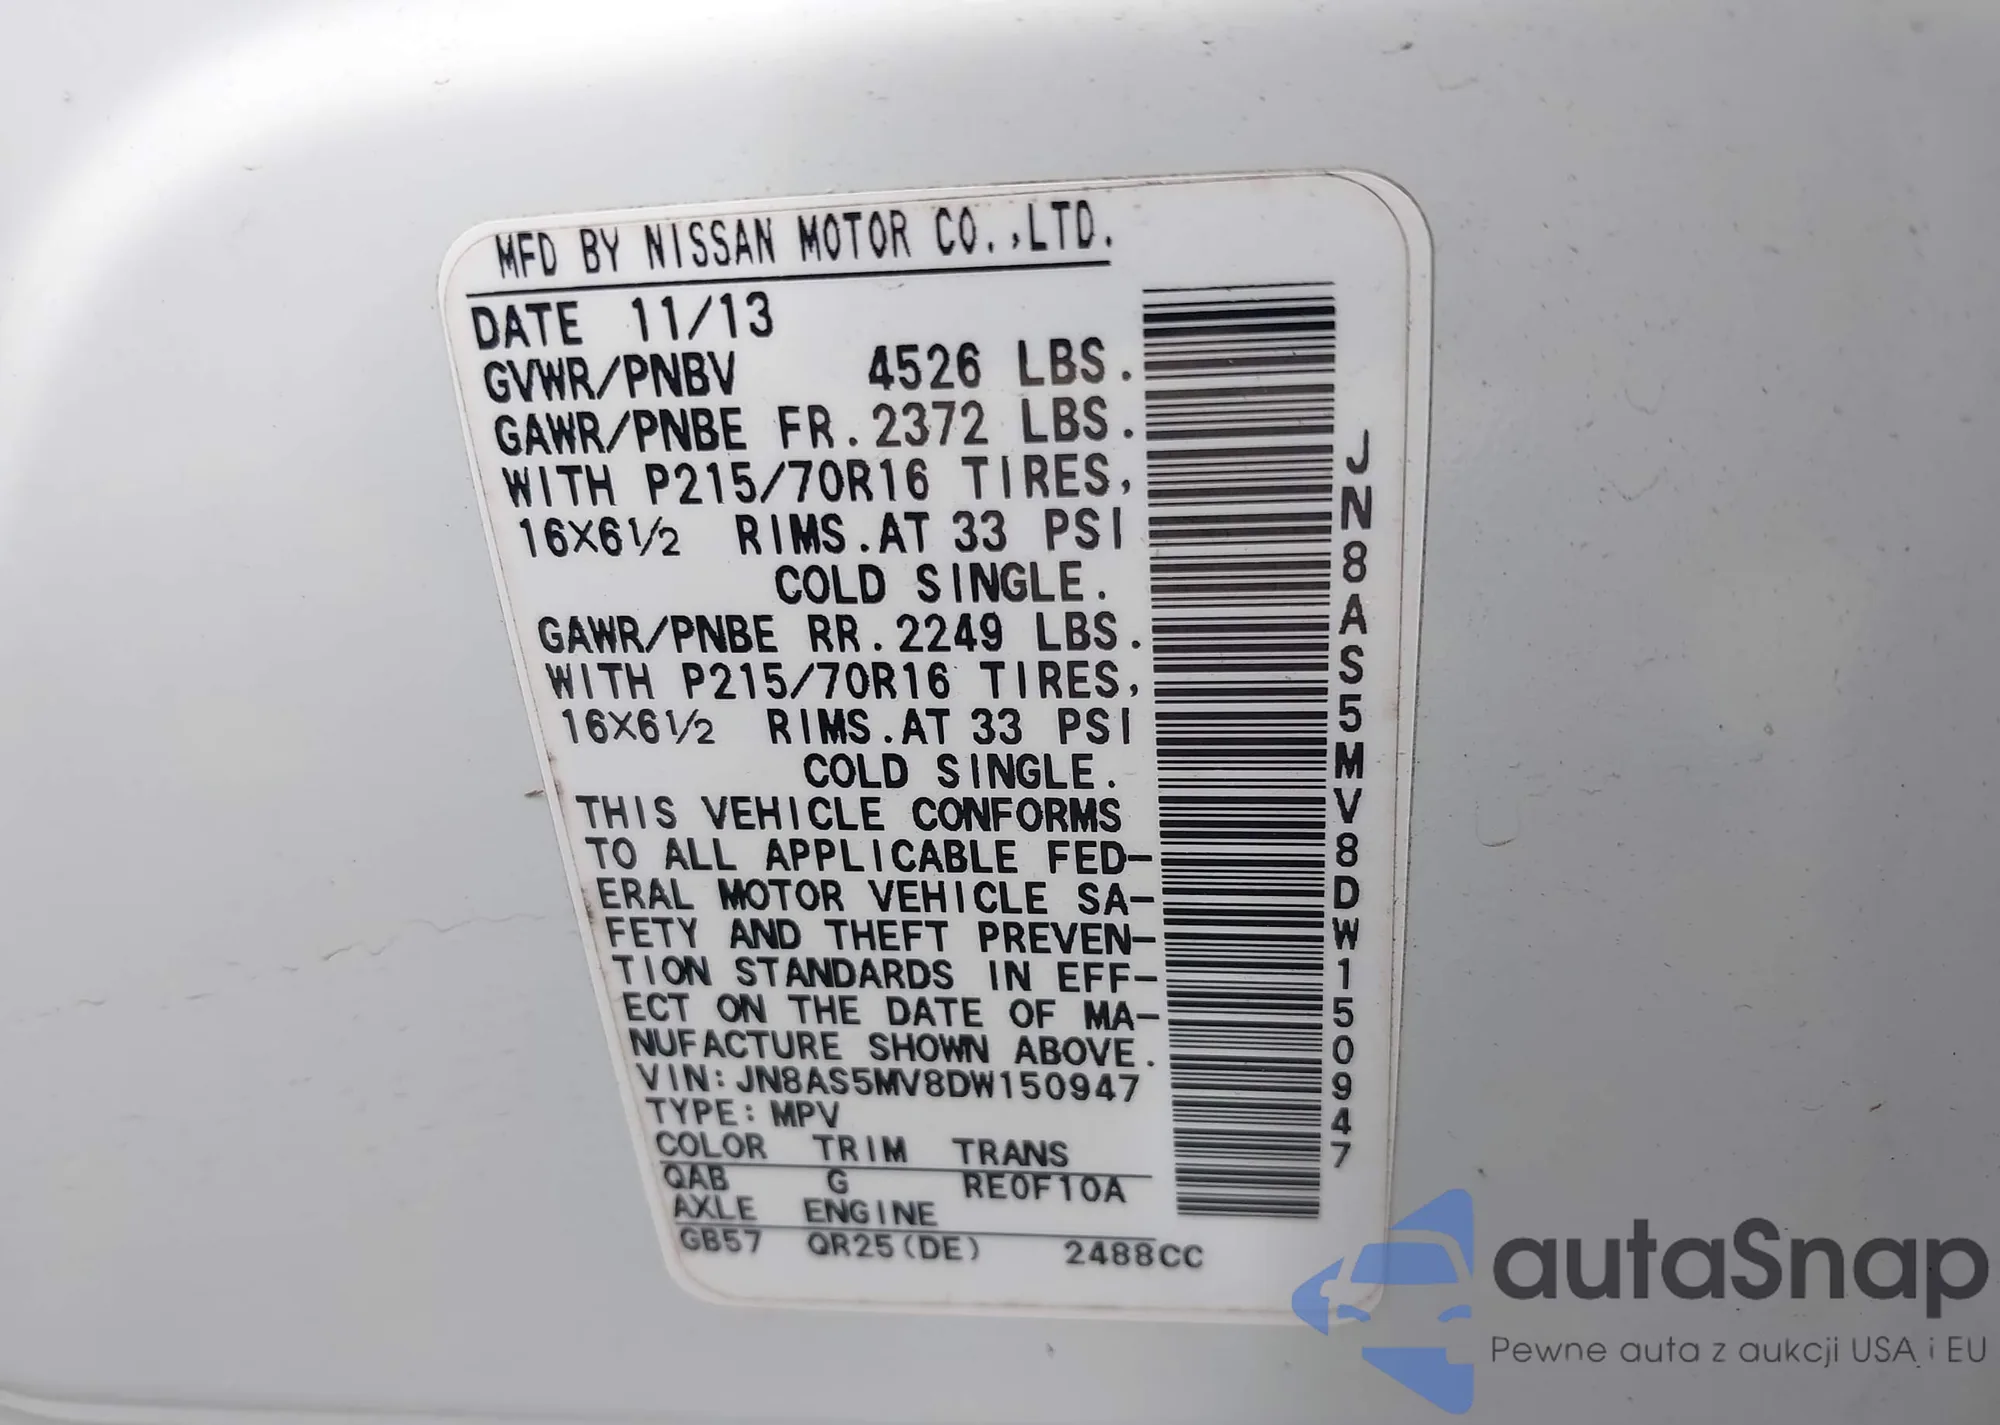 MFD BY NISSAN MOTOR CO.,LTD.
DATE 11/13
GVWR/PNBV 4526 LBS.
GAWR/PNBE FR.2372 LBS.
WITH P215/70R16 TIRES,
16X6½ RIMS.AT 33 PSI
COLD SINGLE.
GAWR/PNBE RR.2249 LBS.
WITH P215/70R16 TIRES,
16X6½ RIMS.AT 33 PSI
COLD SINGLE.
THIS VEHICLE CONFORMS
TO ALL APPLICABLE FED-
ERAL MOTOR VEHICLE SA-
FETY AND THEFT PREVEN-
TION STANDARDS IN EFF-
ECT ON THE DATE OF MA-
NUFACTURE SHOWN ABOVE.
VIN:JN8AS5MV8DW150947
TYPE:MPV
COLOR TRIM TRANS
QAB G RE0F10A
AXLE ENGINE
GB57 QR25(DE) 2488CC
JN8AS5MV8DW150947
autaSnap
Pewne auta z aukcji USA i EU